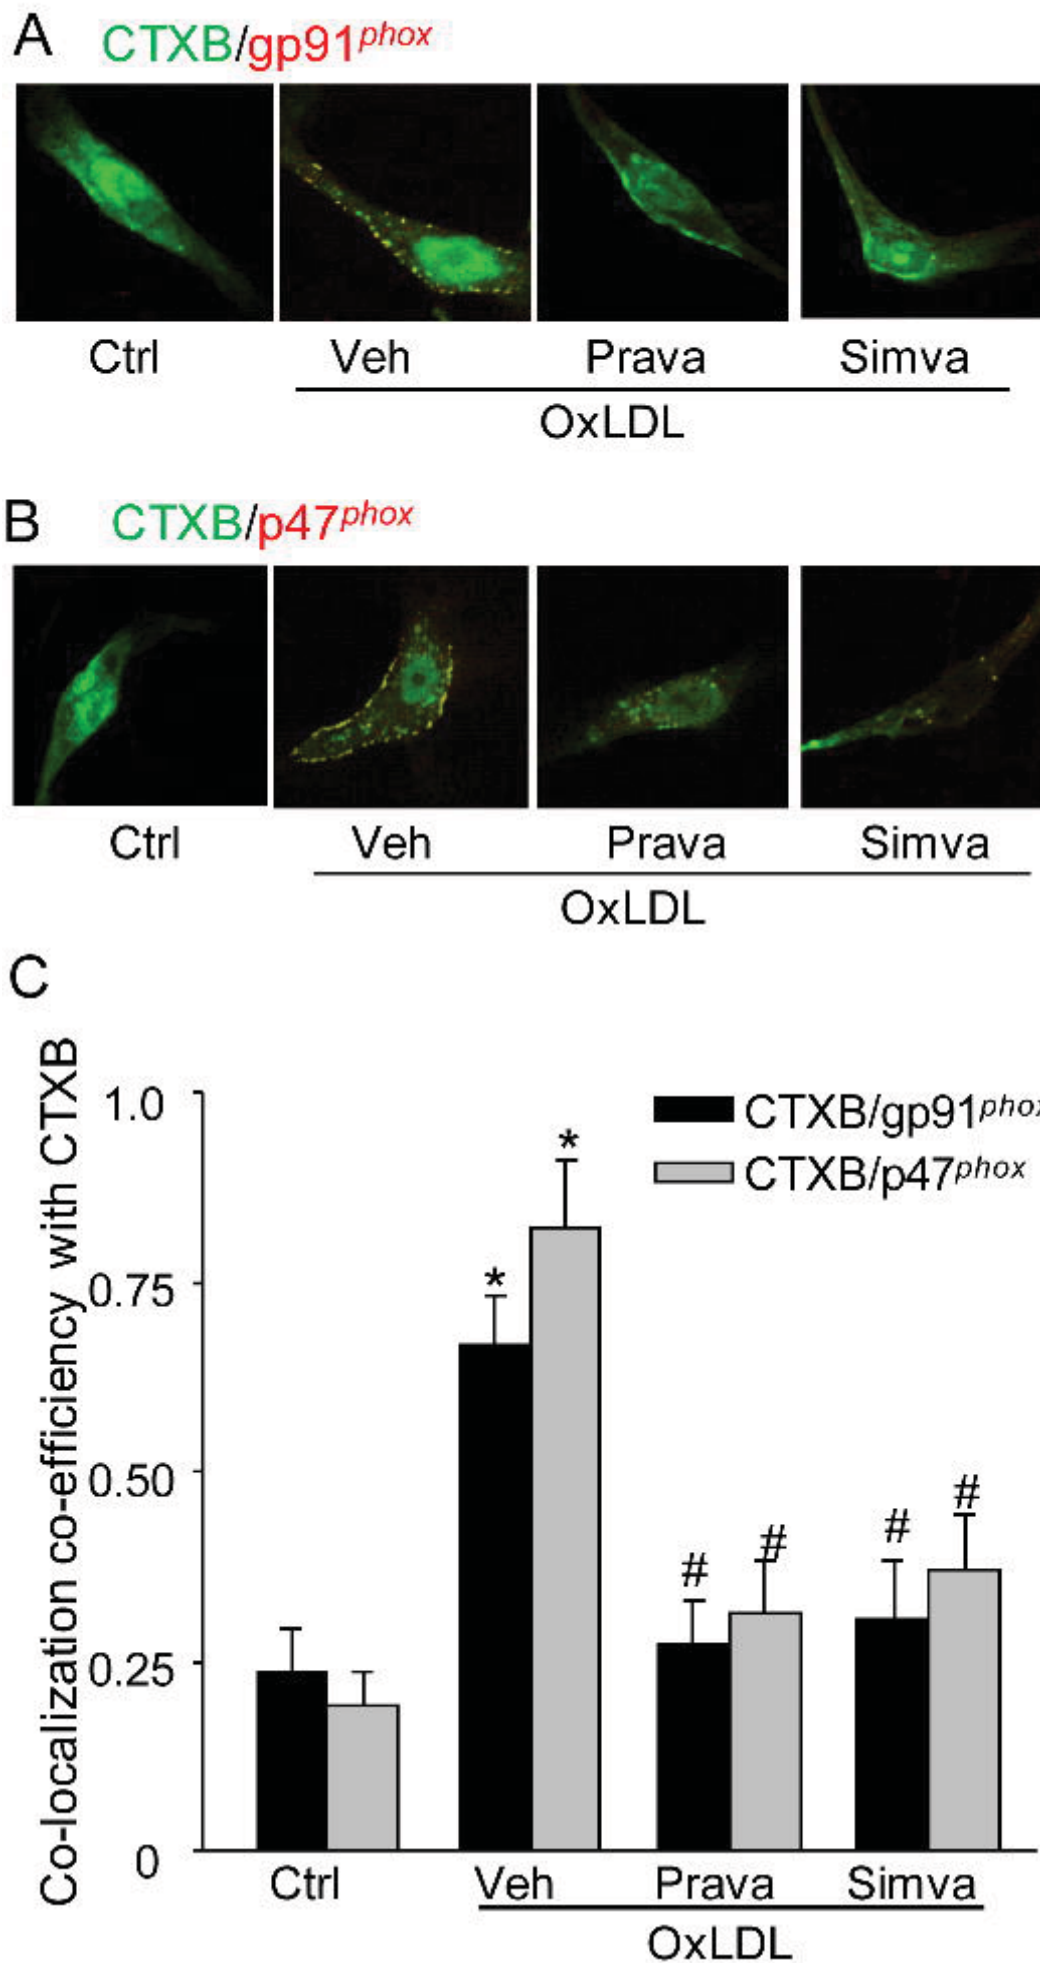 A CTXB/gp91phox
Ctrl Veh Prava Simva
OxLDL
B CTXB/p47phox
Ctrl Veh Prava Simva
OxLDL
C
Co-localization co-efficiency with CTXB
1.0
0.75
0.50
0.25
0
CTXB/gp91phox
CTXB/p47phox
*
*
#
#
#
#
Ctrl Veh Prava Simva
OxLDL